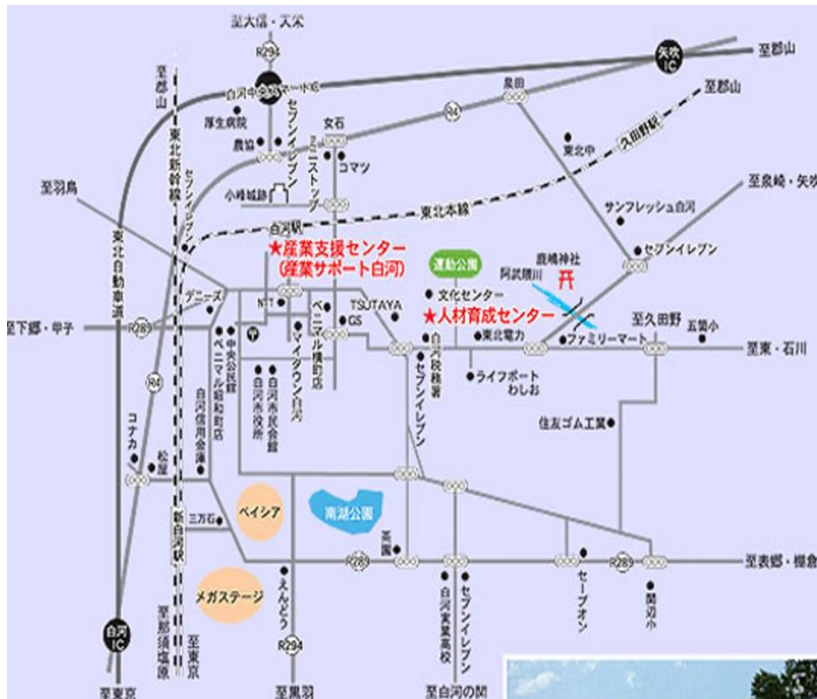 至大信・天栄
R294
矢吹IC
至郡山
至郡山
白河中央スマートIC
泉田
至郡山
東北新幹線
厚生病院
農協
セブンイレブン
女石
コマツ
ミニストップ
R4
東北中
久田野駅
至羽鳥
セブンイレブン
小峰城跡
東北本線
至泉崎・矢吹
サンフレッシュ白河
白河駅
★産業支援センター
(産業サポート白河)
セブンイレブン
東北自動車道
運動公園
鹿嶋神社
阿武隈川
デニーズ
NTT
ベニマル横町店
TSUTAYA
GS
文化センター
★人材育成センター
至久田野
五箇小
至下郷・甲子
R289
中央公民館
ベニマル昭和町店
マイタウン白河
白河税務署
東北電力
ファミリーマート
至東・石川
R4
白河信用金庫
白河市役所
白河市民会館
セブンイレブン
ライフポート
わしお
コナカ
松屋
住友ゴム工業
三万石
新白河駅
ベイシア
南湖公園
茶園
R289
R289
至表郷・棚倉
メガステージ
えんどう
白河実業高校
セブンイレブン
セーブオン
関辺小
白河IC
至那須塩原
至東京
R294
至東京
至黒羽
至白河の関